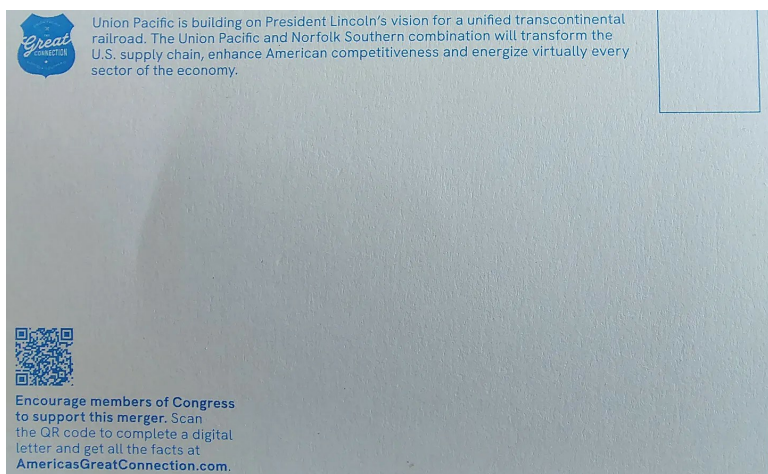 Great
CONNECTION
Union Pacific is building on President Lincoln's vision for a unified transcontinental
railroad. The Union Pacific and Norfolk Southern combination will transform the
U.S. supply chain, enhance American competitiveness and energize virtually every
sector of the economy.
Encourage members of Congress
to support this merger. Scan
the QR code to complete a digital
letter and get all the facts at
AmericasGreatConnection.com.